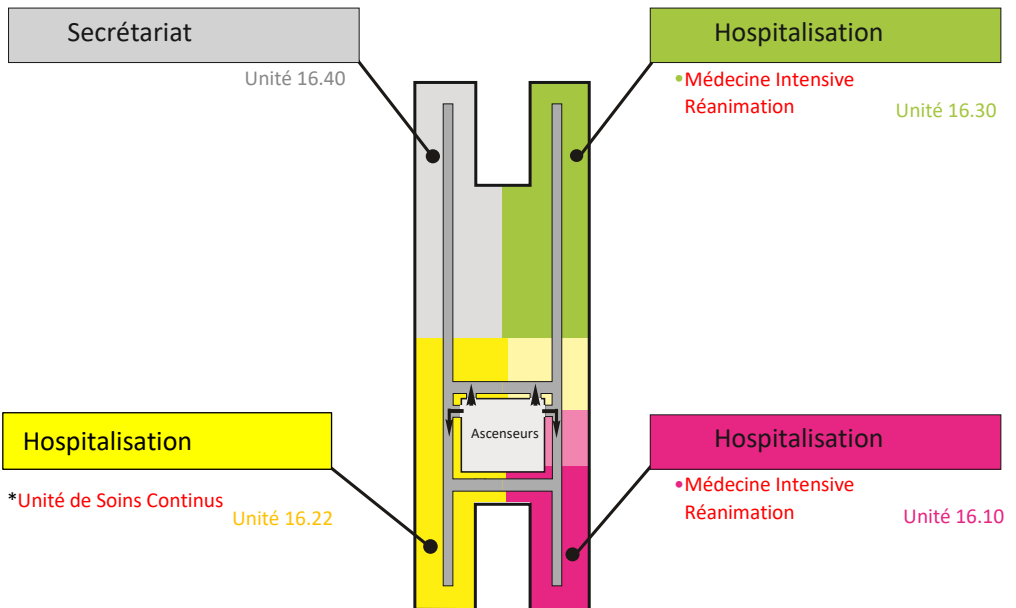 Secrétariat
Unité 16.40
Hospitalisation
•Médecine Intensive
Réanimation
Unité 16.30
Ascenseurs
Hospitalisation
*Unité de Soins Continus
Unité 16.22
Hospitalisation
•Médecine Intensive
Réanimation
Unité 16.10